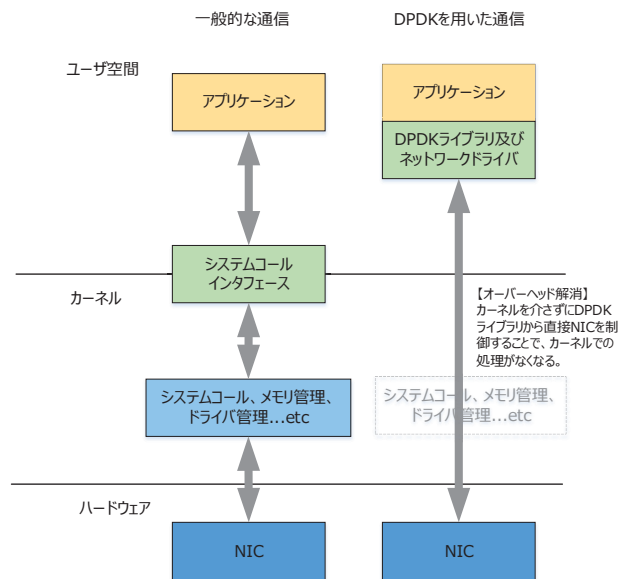 一般的な通信
DPDKを用いた通信
ユーザ空間
アプリケーション
アプリケーション
DPDKライブラリ及び
ネットワークドライバ
システムコール
インタフェース
カーネル
【オーバーヘッド解消】
カーネルを介さずにDPDK
ライブラリから直接NICを制
御することで、カーネルでの
処理がなくなる。
システムコール、メモリ管理、
ドライバ管理…etc
システムコール、メモリ管理、
ドライバ管理…etc
ハードウェア
NIC
NIC